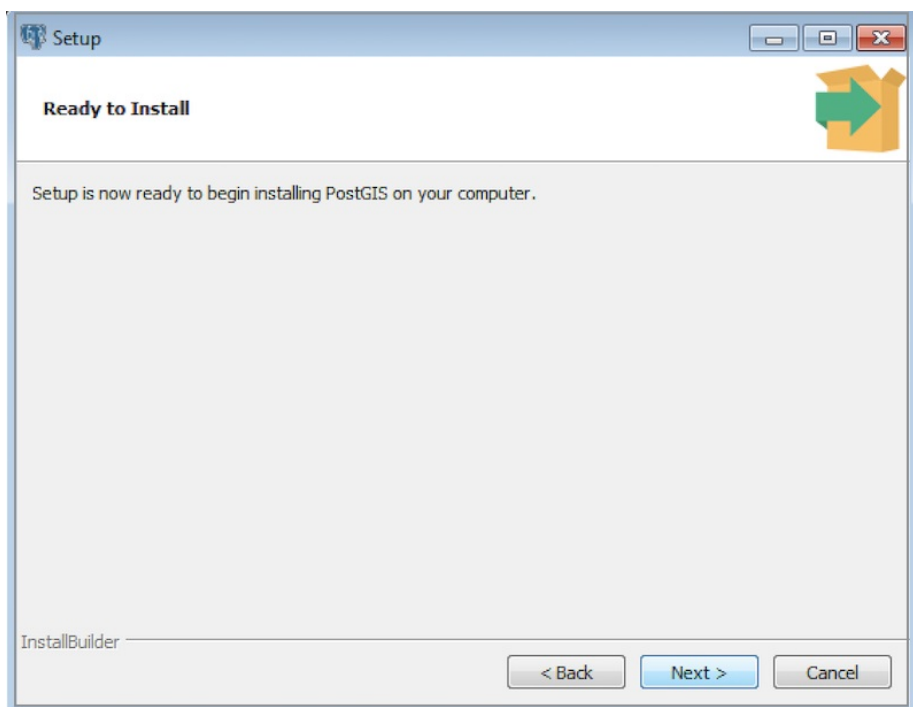 Setup
Ready to Install
Setup is now ready to begin installing PostGIS on your computer.
InstallBuilder
< Back Next > Cancel